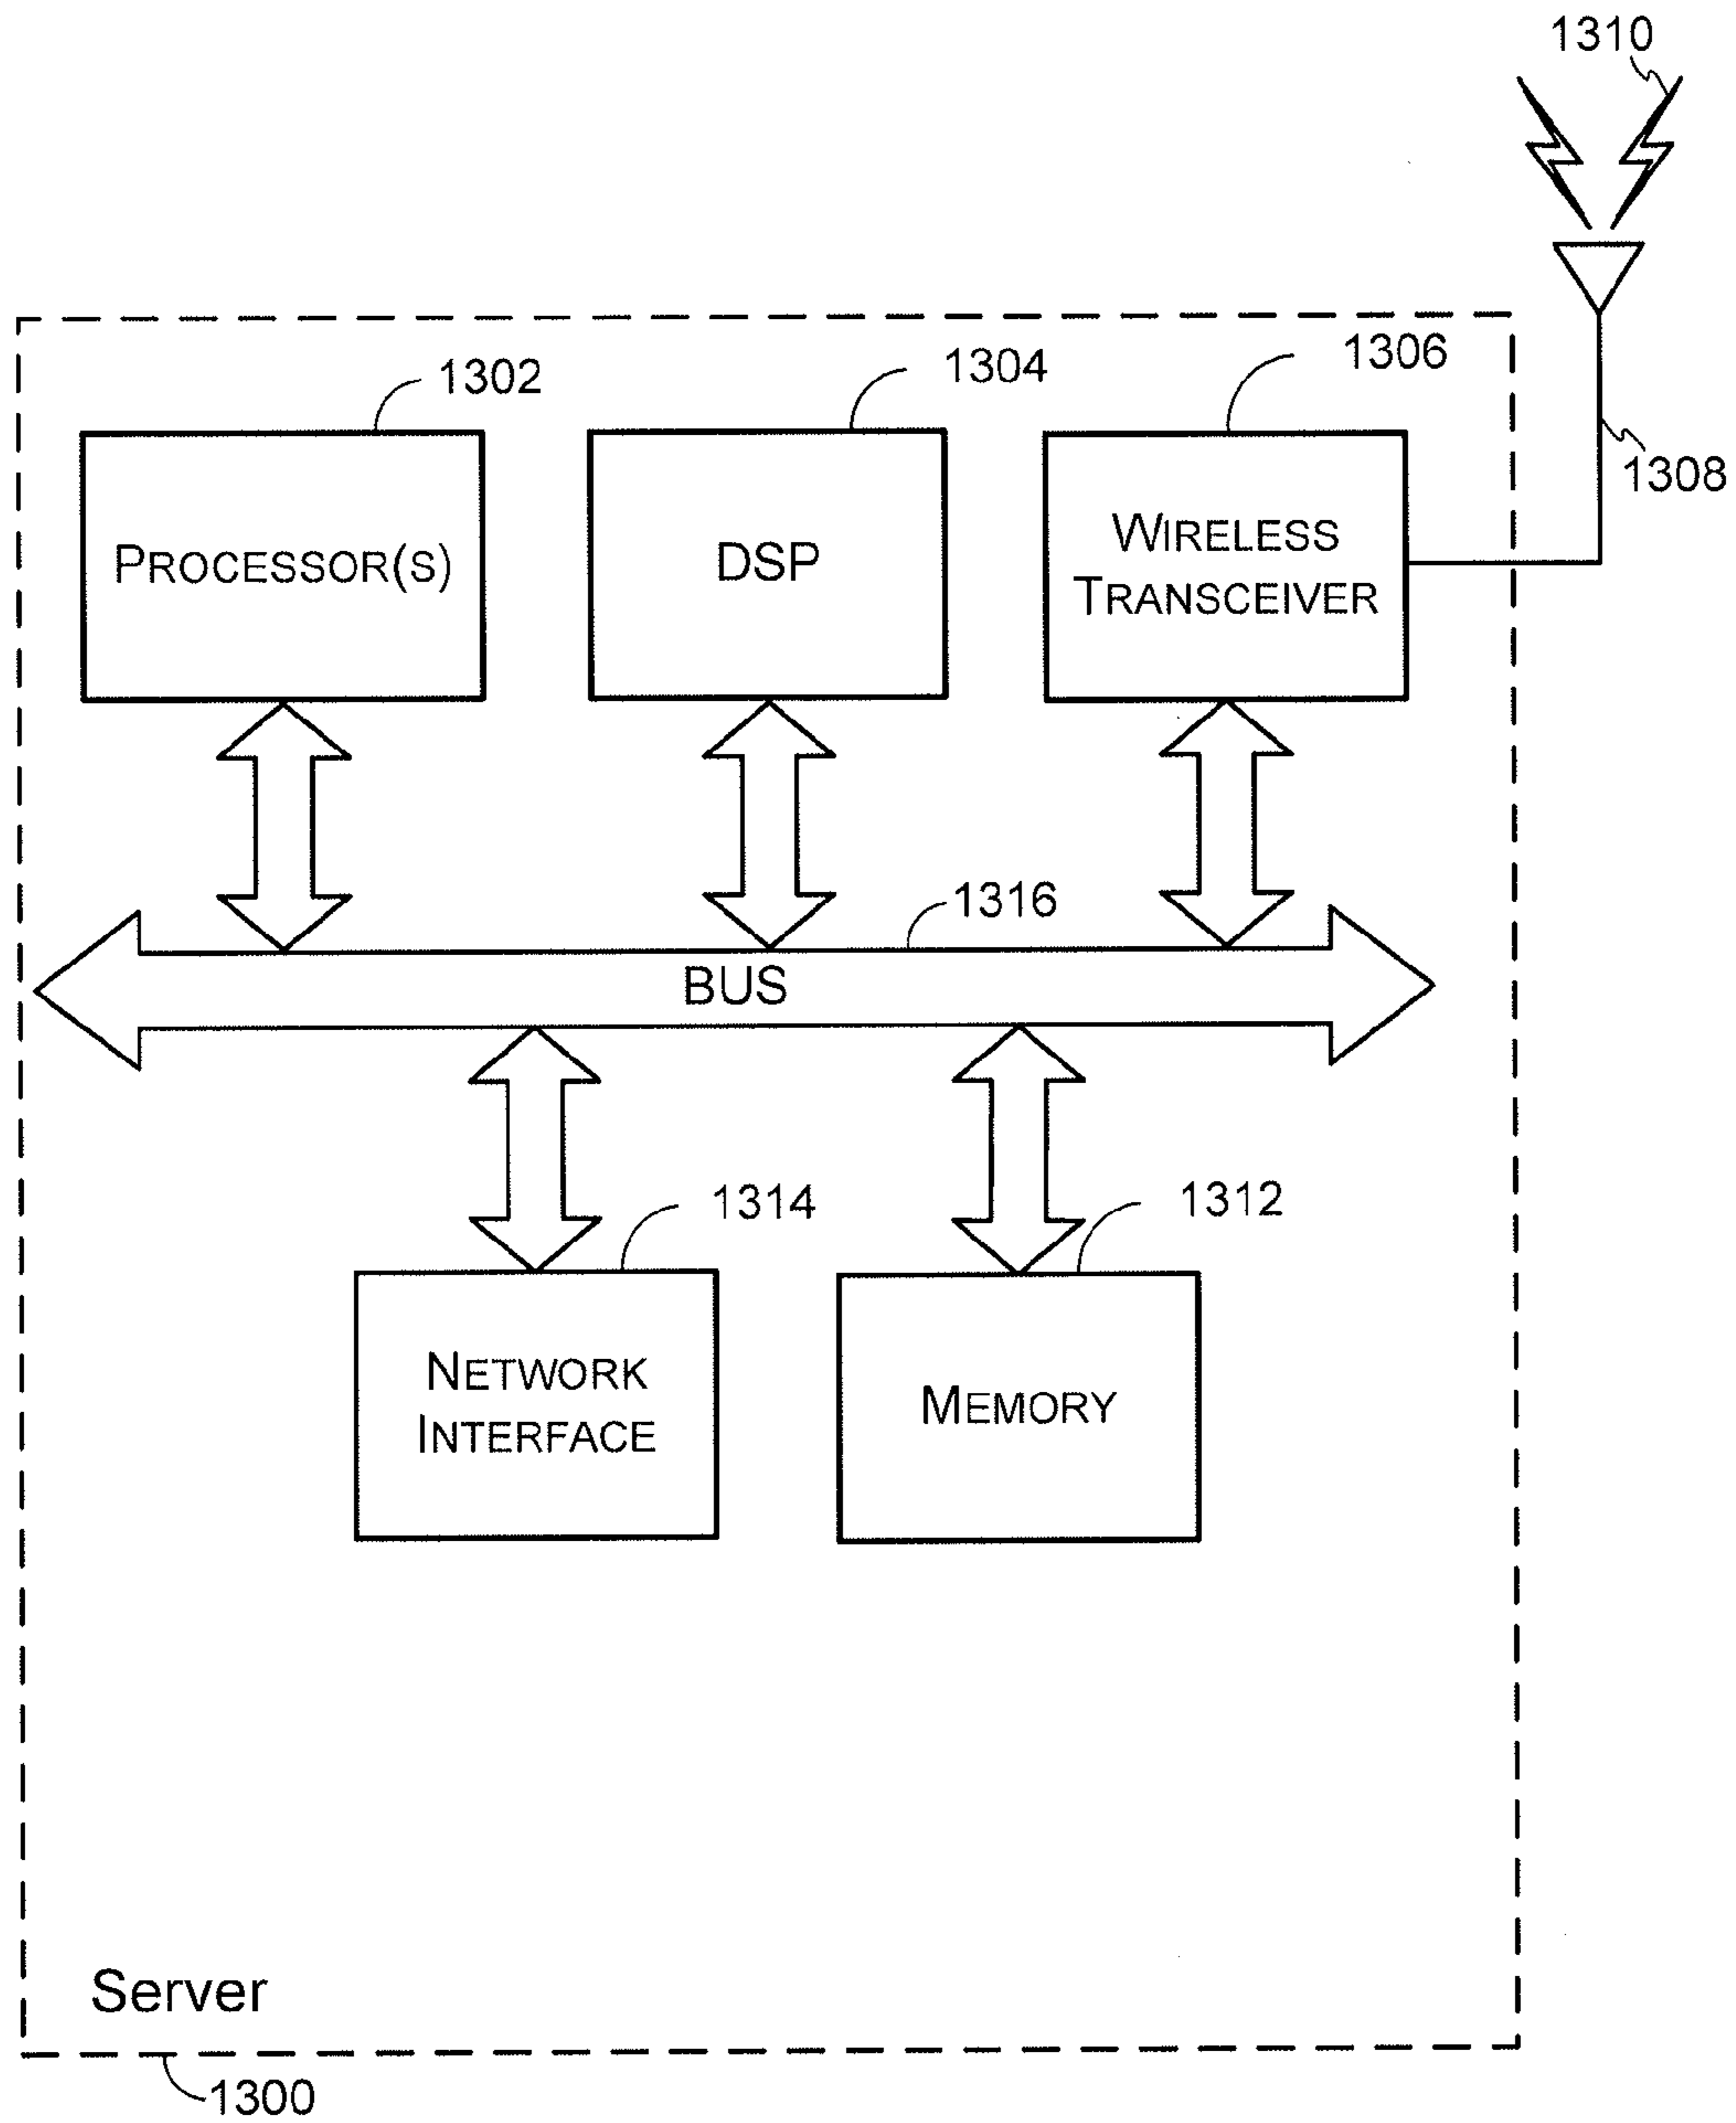 1310
1302
1304
1306
1308
PROCESSOR(S)
DSP
WIRELESS
TRANSCEIVER
1316
BUS
1314
1312
NETWORK
INTERFACE
MEMORY
Server
1300